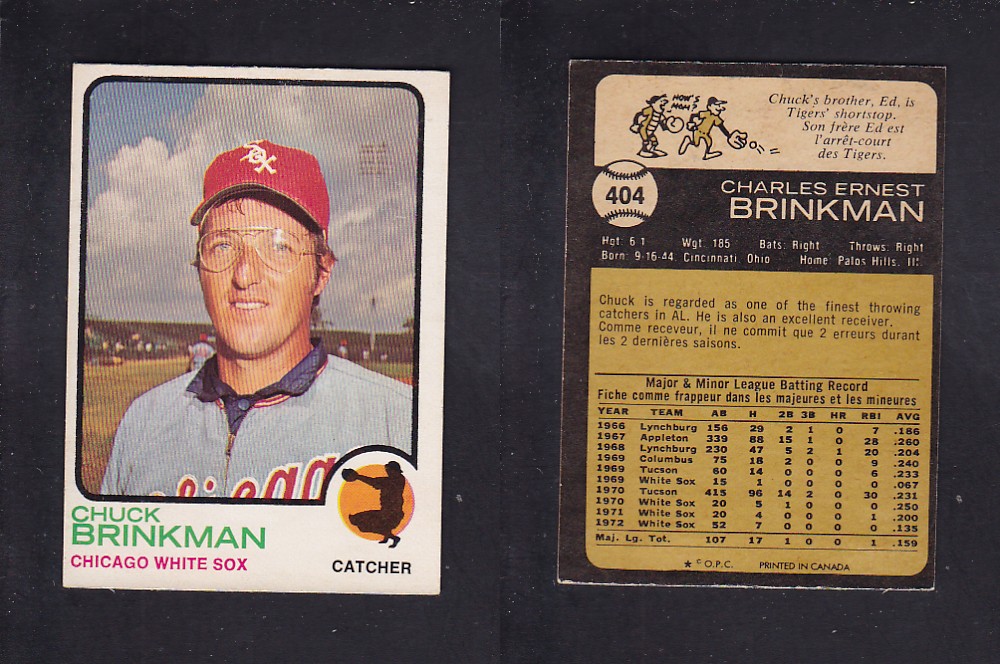 SOX
Chicago
CHUCK
BRINKMAN
CHICAGO WHITE SOX
CATCHER
HOW'S
MOM?
Chuck's brother, Ed, is
Tigers' shortstop.
Son frère Ed est
l'arrêt-court
des Tigers.
404
CHARLES ERNEST
BRINKMAN
Hgt: 6-1 Wgt: 185 Bats: Right Throws: Right
Born: 9-16-44, Cincinnati, Ohio Home: Palos Hills, Ill.
Chuck is regarded as one of the finest throwing
catchers in AL. He is also an excellent receiver.
Comme receveur, il ne commit que 2 erreurs durant
les 2 dernières saisons.
Major & Minor League Batting Record
Fiche comme frappeur dans les majeures et les mineures
YEAR TEAM AB H 2B 3B HR RBI AVG
1966 Lynchburg 156 29 2 1 0 7 .186
1967 Appleton 339 88 15 1 0 28 .260
1968 Lynchburg 230 47 5 2 1 20 .204
1969 Columbus 75 18 2 0 0 9 .240
1969 Tucson 60 14 0 0 0 6 .233
1969 White Sox 15 1 0 0 0 0 .067
1970 Tucson 415 96 14 2 0 30 .231
1970 White Sox 20 5 1 0 0 0 .250
1971 White Sox 20 4 0 0 0 1 .200
1972 White Sox 52 7 0 0 0 0 .135
Maj. Lg. Tot. 107 17 1 0 0 1 .159
* © O.P.C. PRINTED IN CANADA